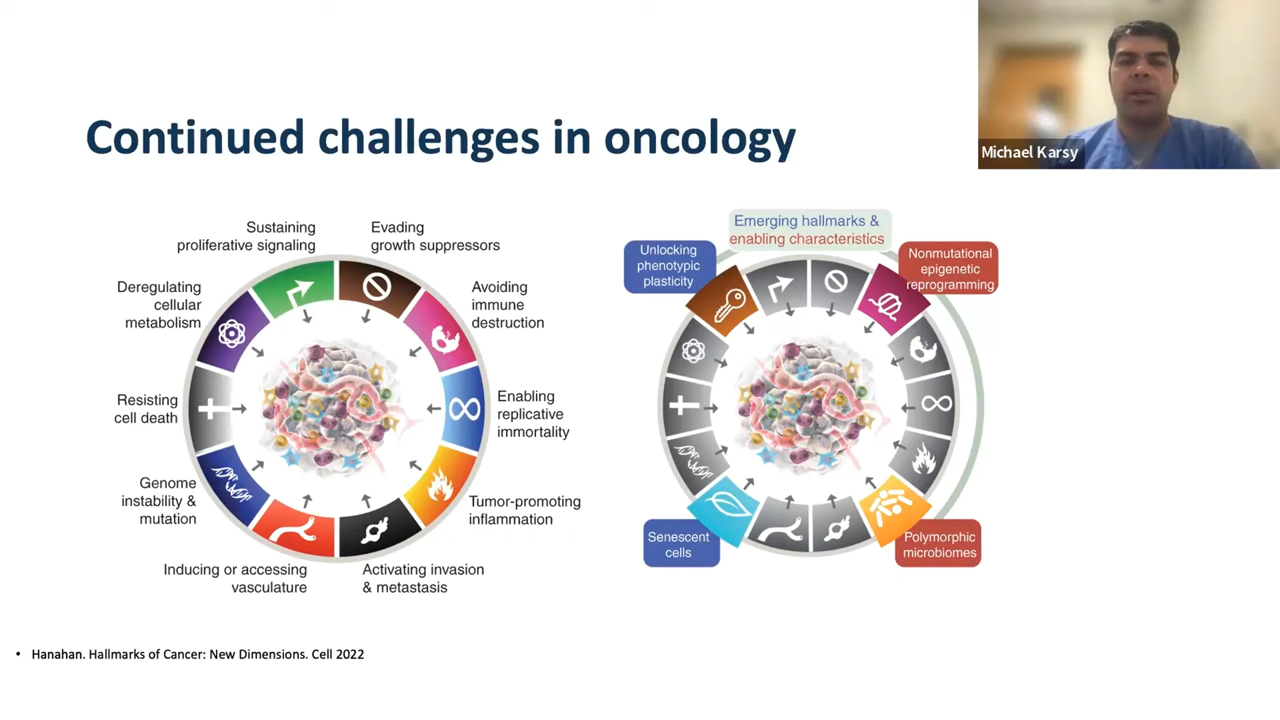 Michael Karsy
Continued challenges in oncology
Sustaining
proliferative signaling
Evading
growth suppressors
Deregulating
cellular
metabolism
Avoiding
immune
destruction
Resisting
cell death
Enabling
replicative
immortality
Genome
instability &
mutation
Tumor-promoting
inflammation
Inducing or accessing
vasculature
Activating invasion
& metastasis
Emerging hallmarks &
enabling characteristics
Unlocking
phenotypic
plasticity
Nonmutational
epigenetic
reprogramming
Senescent
cells
Polymorphic
microbiomes
• Hanahan. Hallmarks of Cancer: New Dimensions. Cell 2022